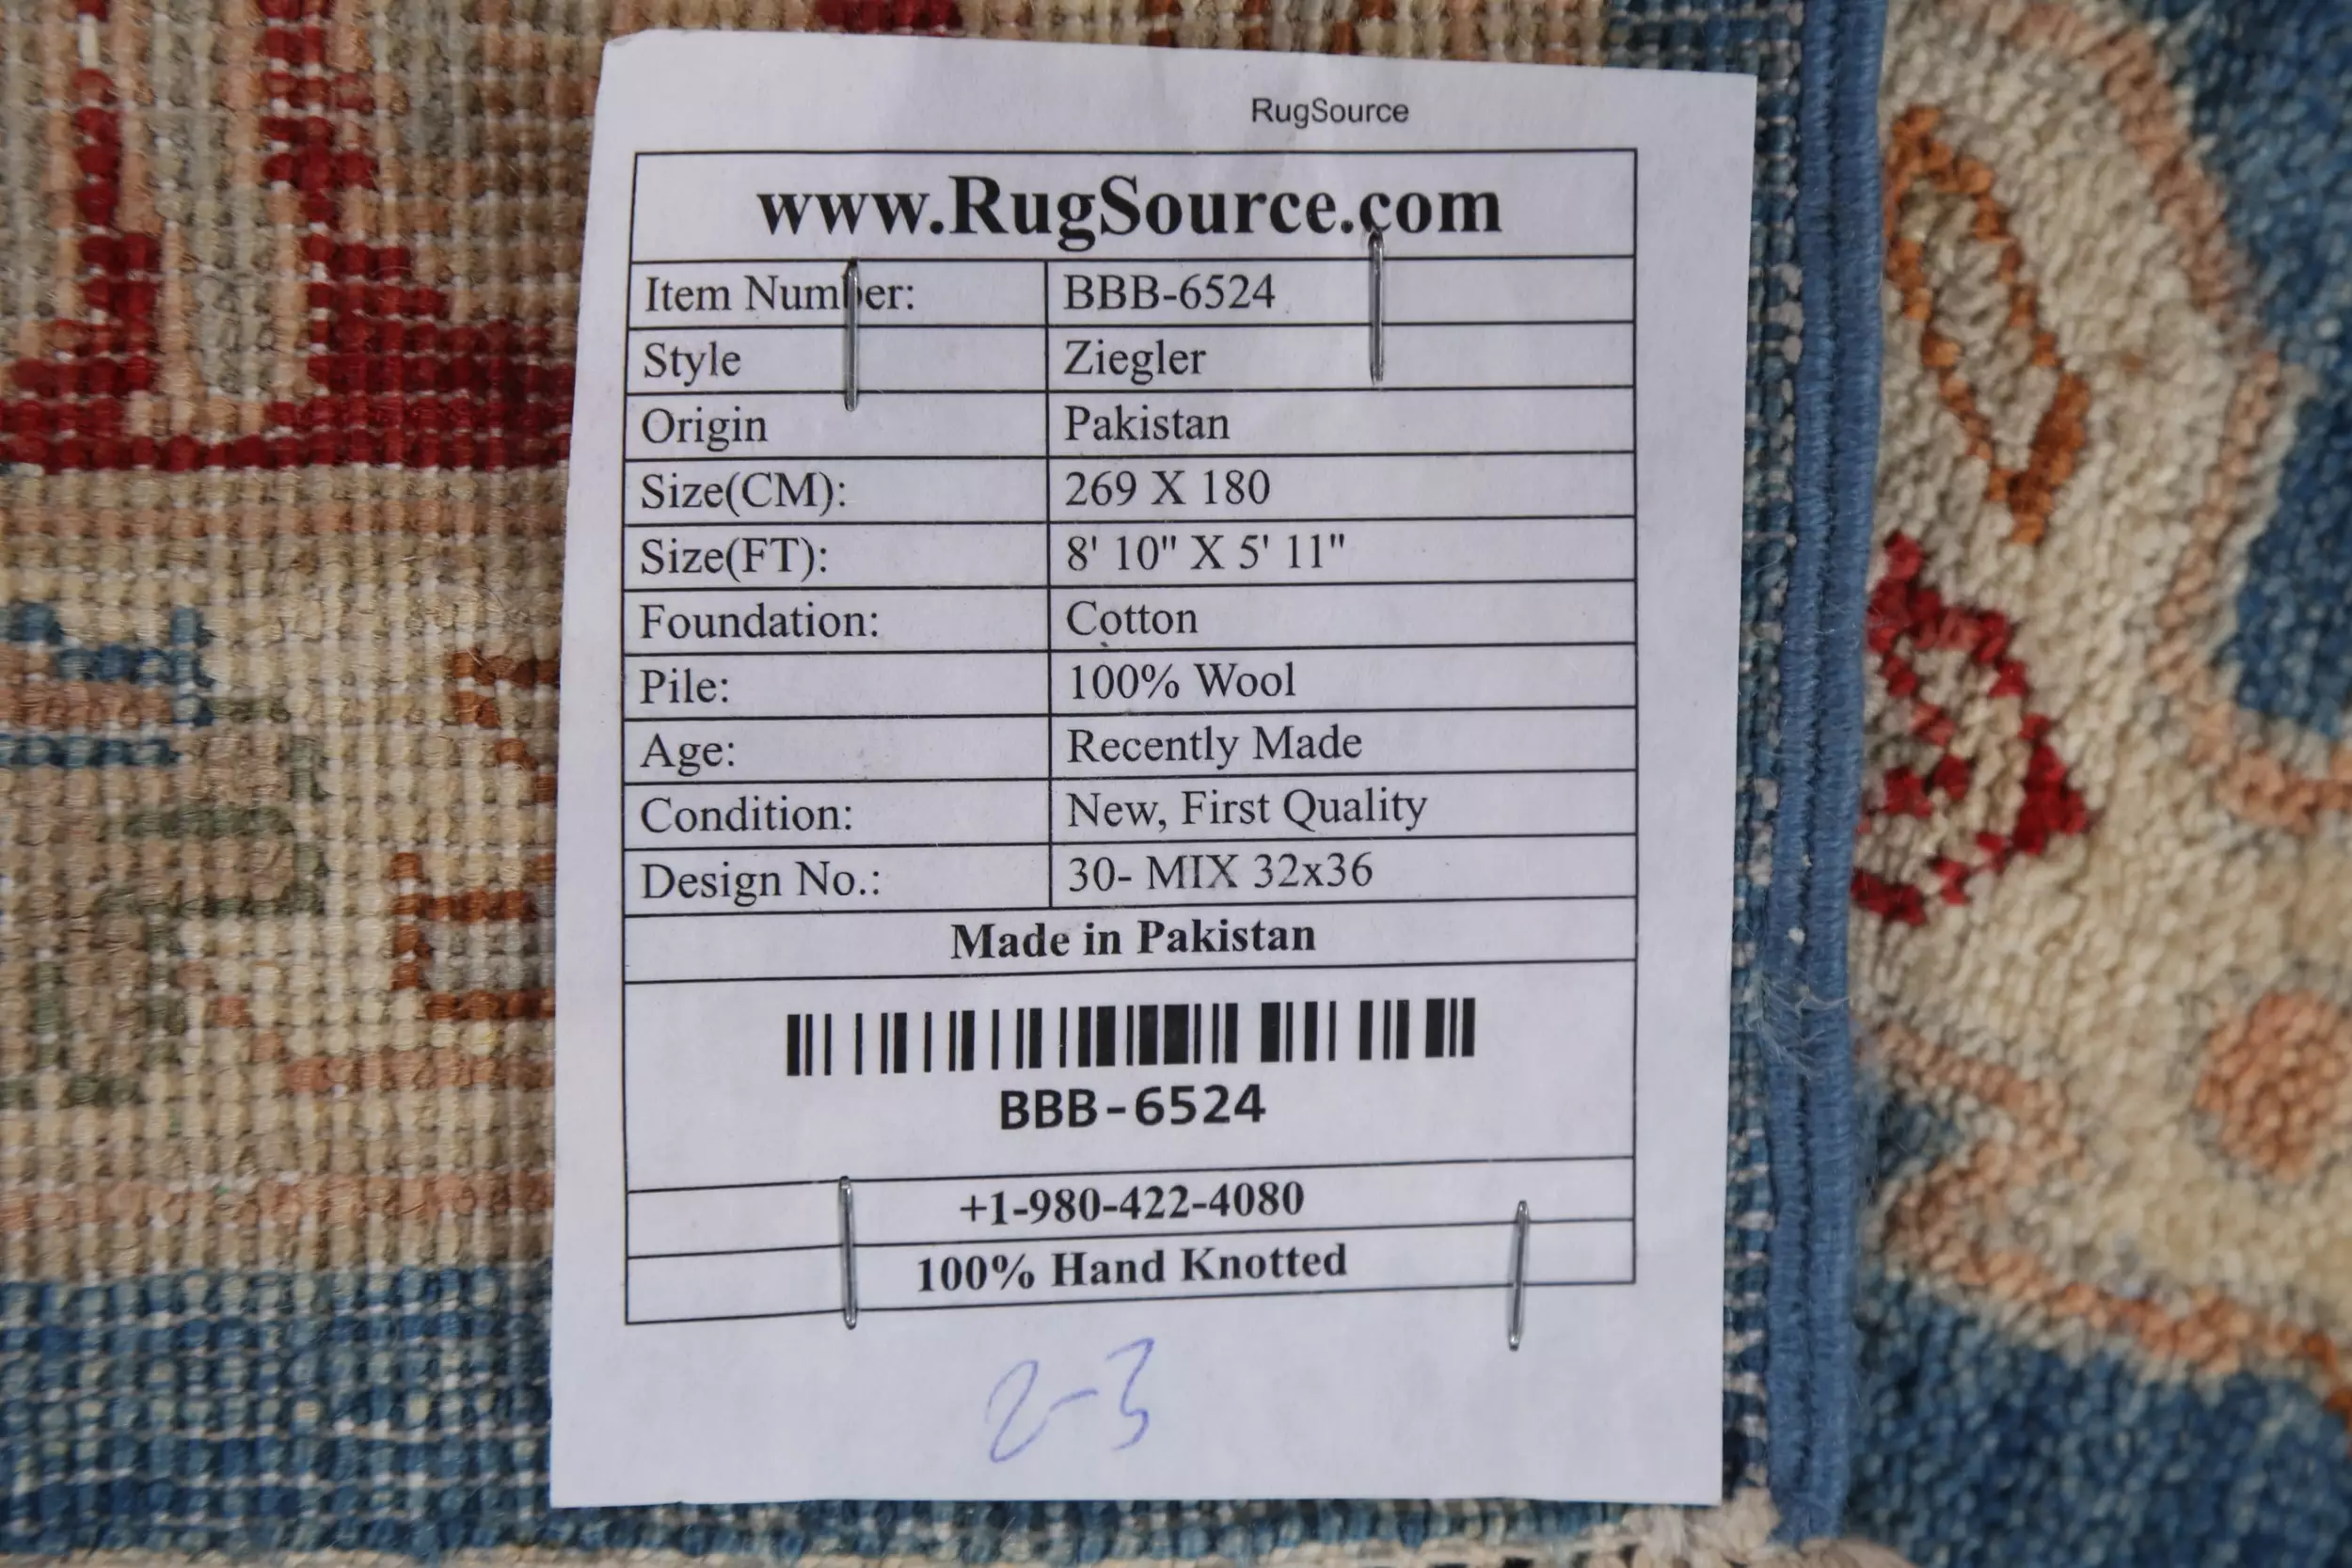 RugSource
www.RugSource.com
Item Number: BBB-6524
Style Ziegler
Origin Pakistan
Size(CM): 269 X 180
Size(FT): 8' 10" X 5' 11"
Foundation: Cotton
Pile: 100% Wool
Age: Recently Made
Condition: New, First Quality
Design No.: 30- MIX 32x36
Made in Pakistan
BBB-6524
+1-980-422-4080
100% Hand Knotted
2-3